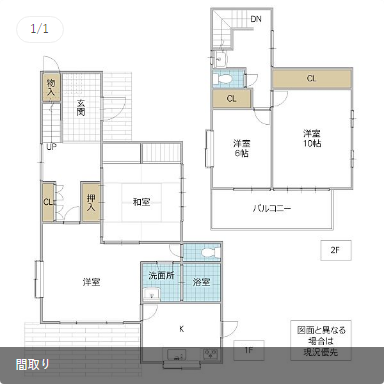 1/1
DN
CL
CL
洋室
6帖
洋室
10帖
バルコニー
2F
物入
玄関
UP
CL
押入
和室
洋室
洗面所
浴室
K
1F
図面と異なる
場合は
現況優先
間取り